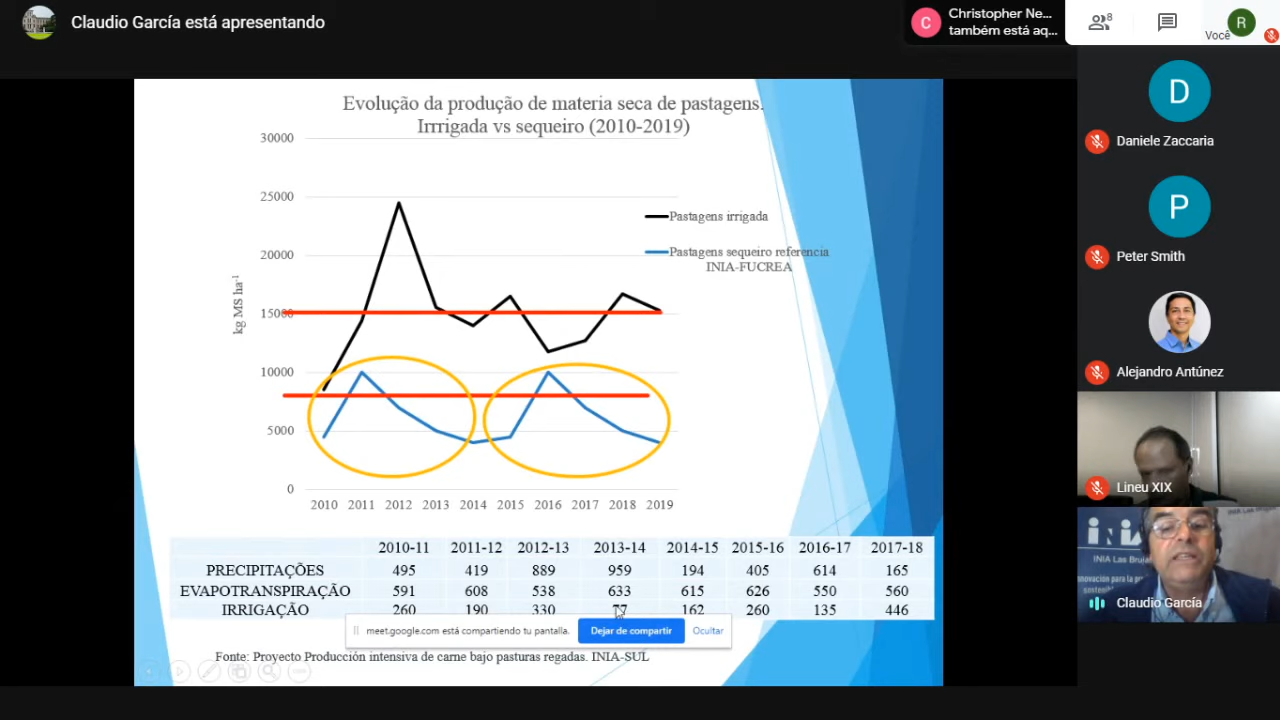 Claudio García está apresentando
Christopher Ne...
também está aq...
C
8
Você
R
Evolução da produção de materia seca de pastagens.
Irrrigada vs sequeiro (2010-2019)
30000
25000
20000
15000
10000
5000
0
kg MS ha⁻¹
Pastagens irrigada
Pastagens sequeiro referencia
INIA-FUCREA
2010 2011 2012 2013 2014 2015 2016 2017 2018 2019
2010-11 2011-12 2012-13 2013-14 2014-15 2015-16 2016-17 2017-18
PRECIPITAÇÕES 495 419 889 959 194 405 614 165
EVAPOTRANSPIRAÇÃO 591 608 538 633 615 626 550 560
IRRIGAÇÃO 260 190 330 77 162 260 135 446
meet.google.com está compartiendo tu pantalla. Dejar de compartir Ocultar
Fonte: Proyecto Producción intensiva de carne bajo pasturas regadas. INIA-SUL
D
Daniele Zaccaria
P
Peter Smith
Alejandro Antúnez
Lineu XIX
INIA Las Bruj
Claudio García